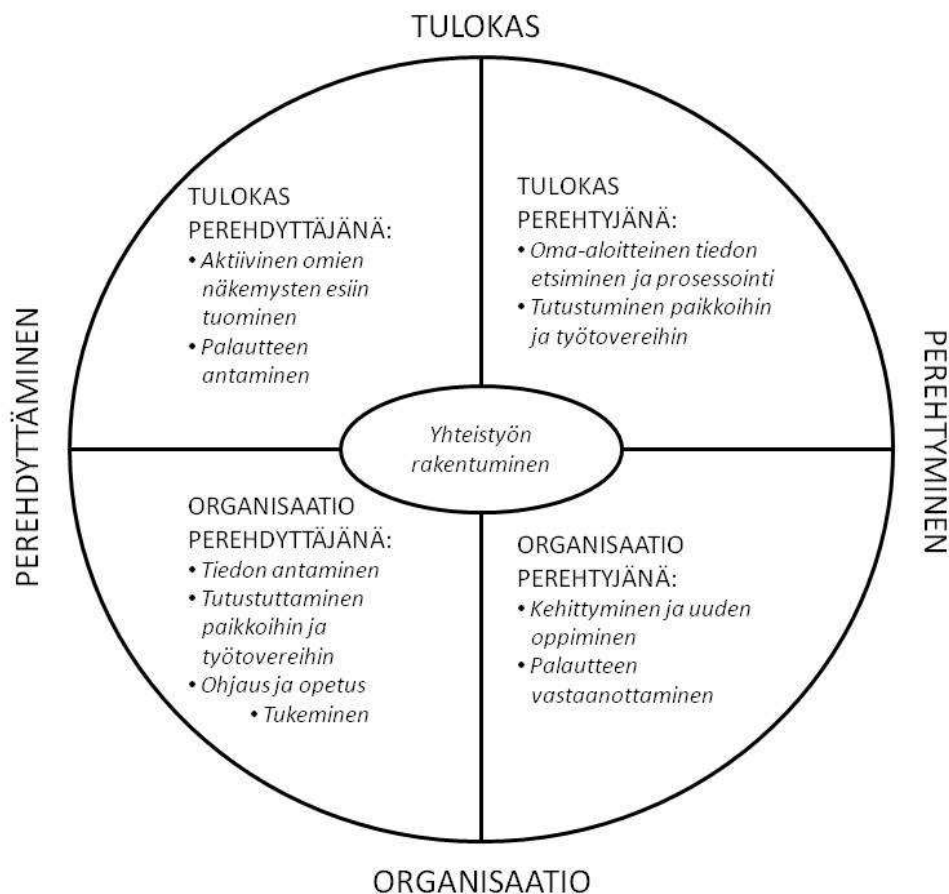 TULOKAS
TULOKAS
PEREHDYTTÄJÄNÄ:
• Aktiivinen omien
näkemysten esiin
tuominen
• Palautteen
antaminen
TULOKAS
PEREHTYJÄNÄ:
• Oma-aloitteinen tiedon
etsiminen ja prosessointi
• Tutustuminen paikkoihin
ja työtovereihin
PEREHDYTTÄMINEN
PEREHTYMINEN
Yhteistyön
rakentuminen
ORGANISAATIO
PEREHDYTTÄJÄNÄ:
• Tiedon antaminen
• Tutustuttaminen
paikkoihin ja
työtovereihin
• Ohjaus ja opetus
• Tukeminen
ORGANISAATIO
PEREHTYJÄNÄ:
• Kehittyminen ja uuden
oppiminen
• Palautteen
vastaanottaminen
ORGANISAATIO